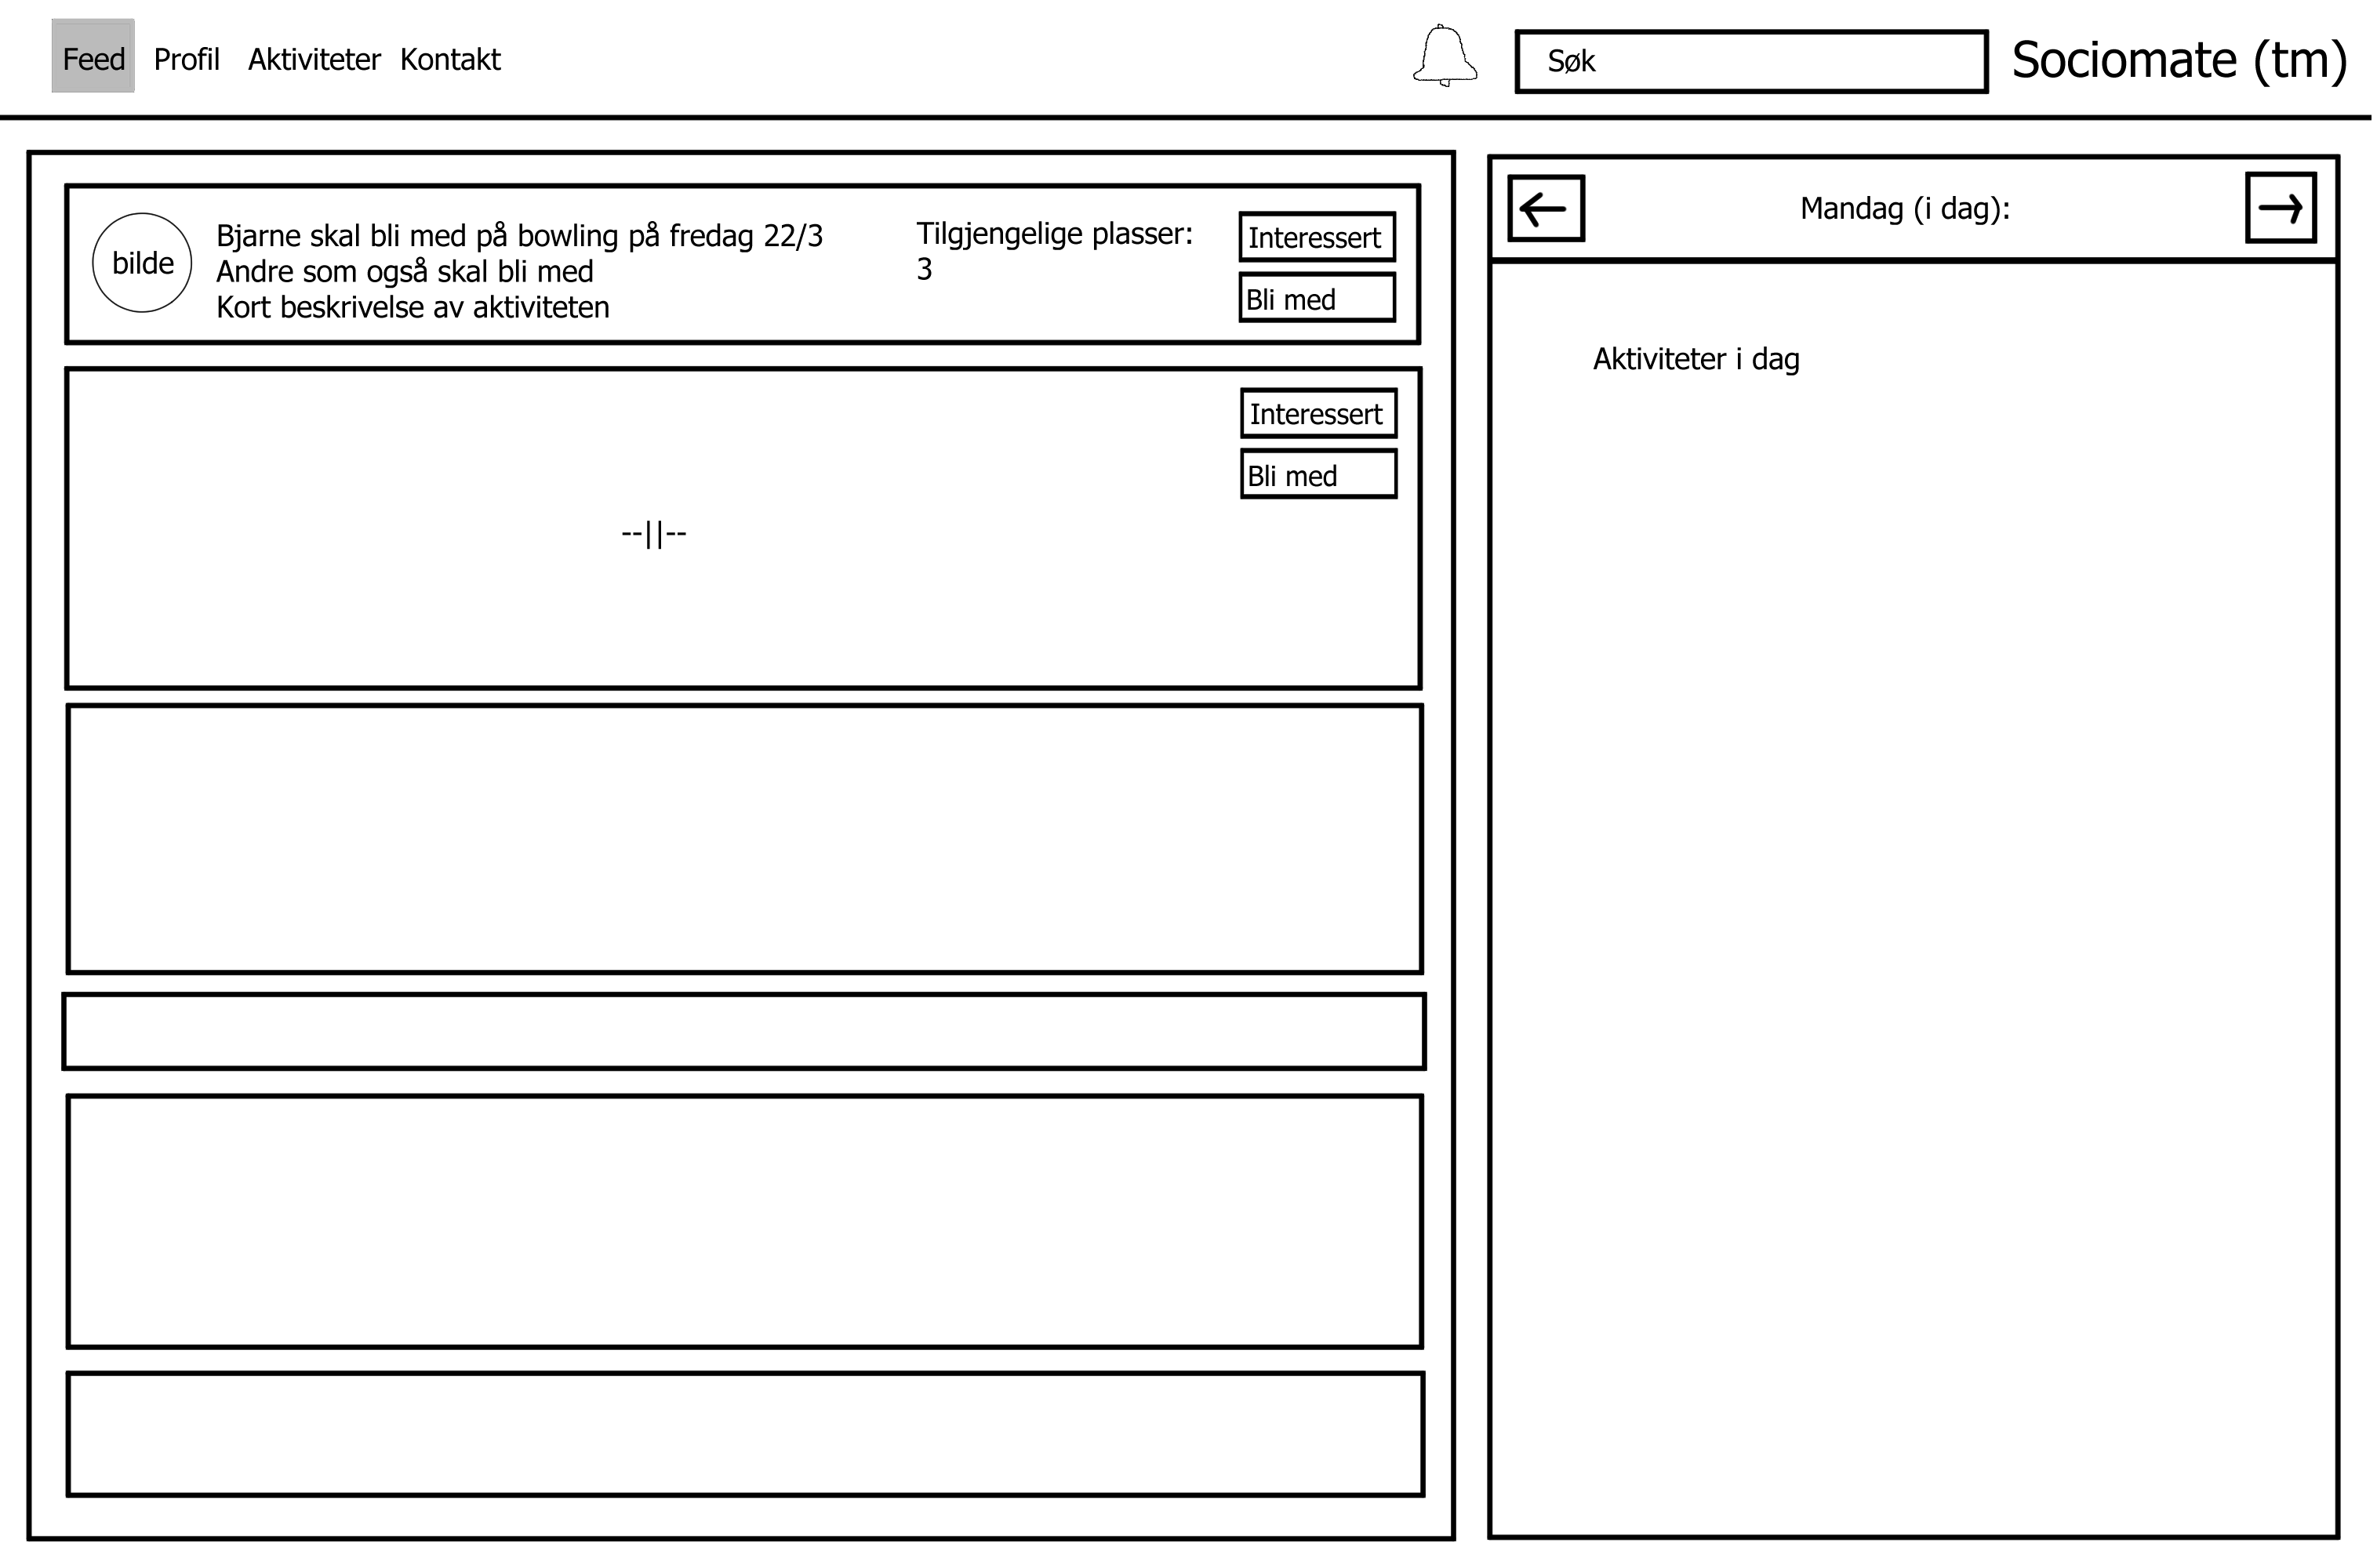 Feed Profil Aktiviteter Kontakt
Søk
Sociomate (tm)
bilde
Bjarne skal bli med på bowling på fredag 22/3
Andre som også skal bli med
Kort beskrivelse av aktiviteten
Tilgjengelige plasser:
3
Interessert
Bli med
Interessert
Bli med
--||--
Mandag (i dag):
Aktiviteter i dag